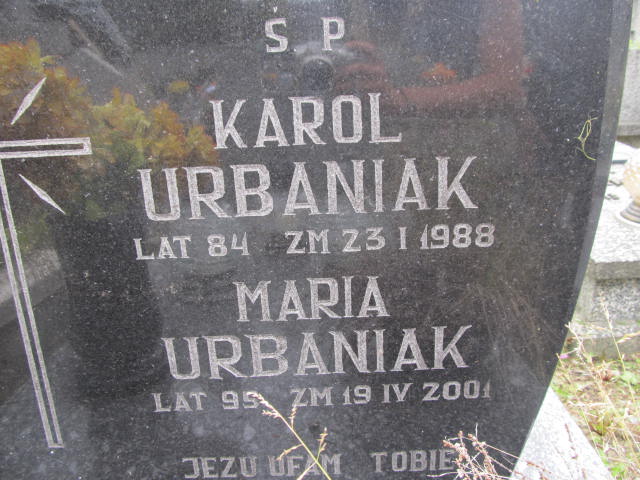 Ś P
KAROL
URBANIAK
LAT 84 ZM 23 I 1988
MARIA
URBANIAK
LAT 95 ZM 19 IV 2001
JEZU UFAM TOBIE